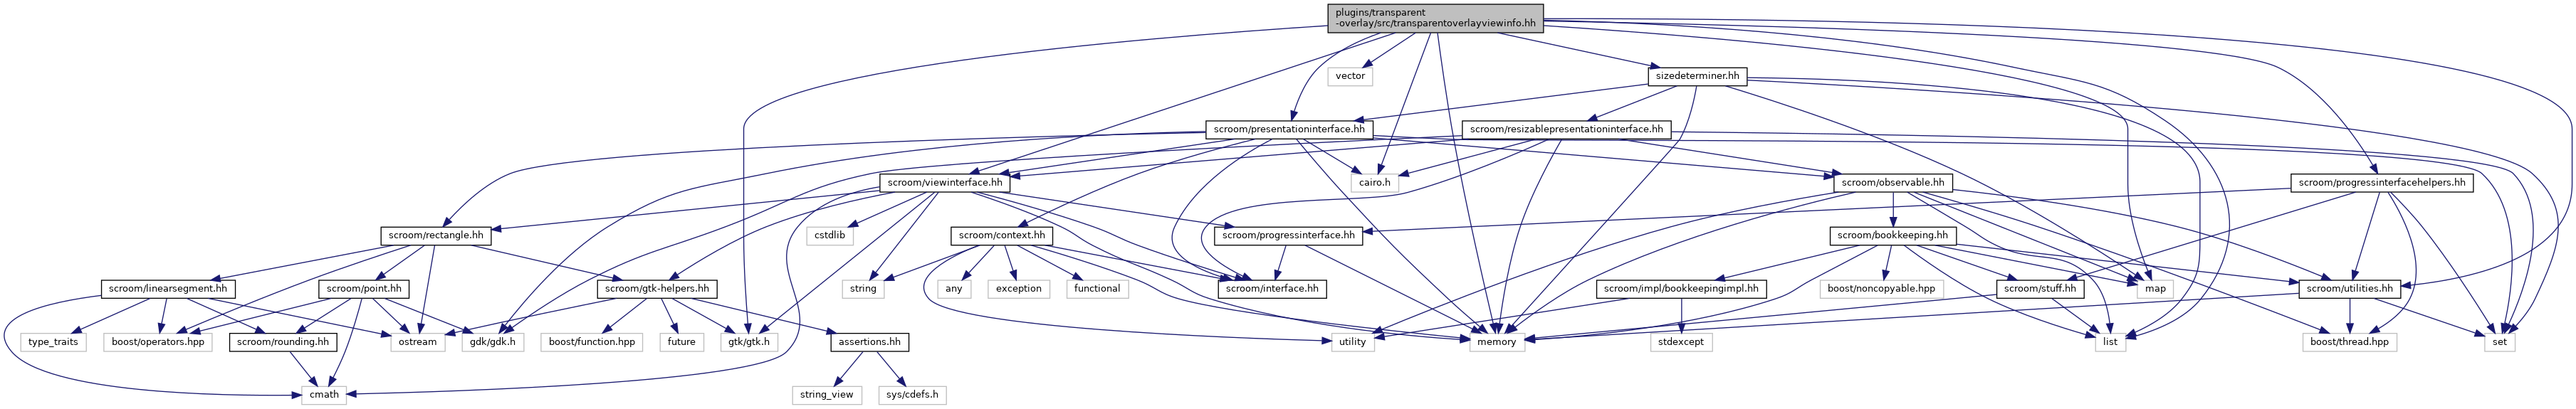 plugins/transparent
-overlay/src/transparentoverlayviewinfo.hh
vector
sizedeterminer.hh
scroom/presentationinterface.hh
scroom/resizablepresentationinterface.hh
scroom/viewinterface.hh
cairo.h
scroom/observable.hh
scroom/progressinterfacehelpers.hh
scroom/rectangle.hh
cstdlib
scroom/context.hh
scroom/progressinterface.hh
scroom/bookkeeping.hh
scroom/linearsegment.hh
scroom/point.hh
scroom/gtk-helpers.hh
string
any
exception
functional
scroom/interface.hh
scroom/impl/bookkeepingimpl.hh
boost/noncopyable.hpp
scroom/stuff.hh
map
scroom/utilities.hh
type_traits
boost/operators.hpp
scroom/rounding.hh
ostream
gdk/gdk.h
boost/function.hpp
future
gtk/gtk.h
assertions.hh
utility
memory
stdexcept
list
boost/thread.hpp
set
cmath
string_view
sys/cdefs.h